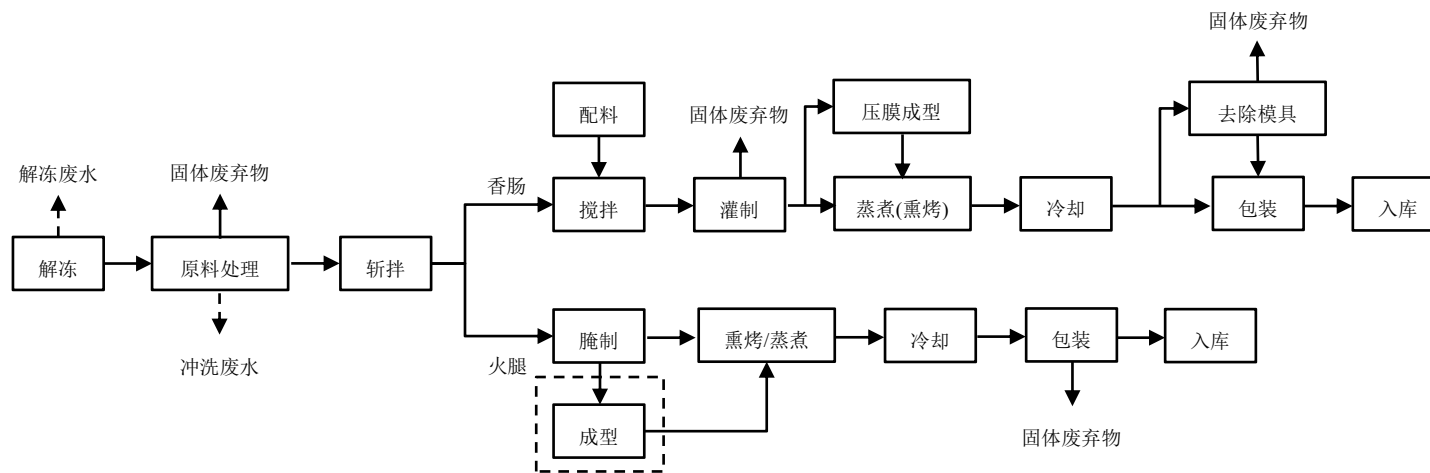 固体废弃物
配料
固体废弃物
压膜成型
去除模具
解冻废水
固体废弃物
香肠
搅拌
灌制
蒸煮(熏烤)
冷却
包装
入库
解冻
原料处理
斩拌
冲洗废水
火腿
腌制
熏烤/蒸煮
冷却
包装
入库
成型
固体废弃物